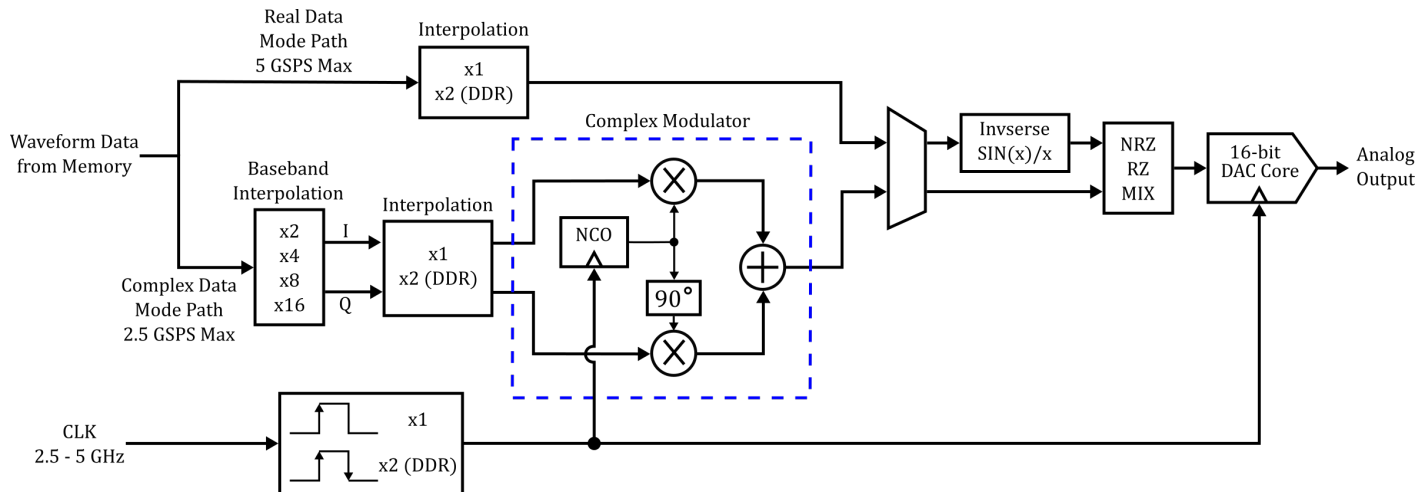 Real Data
Mode Path
5 GSPS Max
Interpolation
x1
x2 (DDR)
Waveform Data
from Memory
Complex Modulator
Baseband
Interpolation
x2
x4
x8
x16
I
Q
Interpolation
x1
x2 (DDR)
NCO
90°
Complex Data
Mode Path
2.5 GSPS Max
Invserse
SIN(x)/x
NRZ
RZ
MIX
16-bit
DAC Core
Analog
Output
CLK
2.5 - 5 GHz
x1
x2 (DDR)